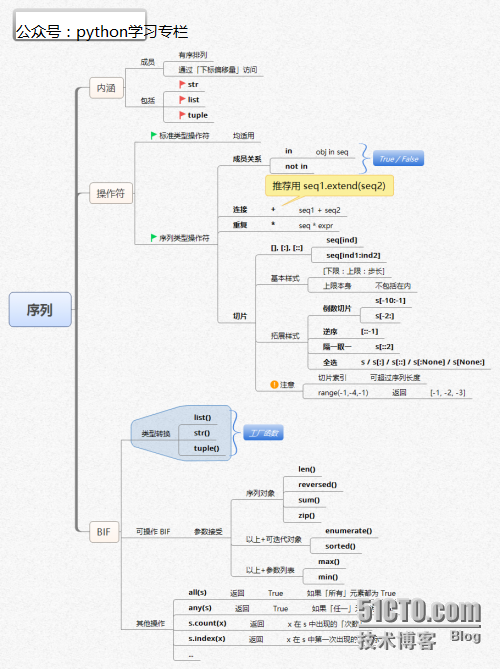 公众号：python学习专栏
序列
内涵
成员
有序排列
通过「下标偏移量」访问
包括
str
list
tuple
操作符
标准类型操作符 均适用
序列类型操作符
成员关系
in obj in seq
not in
True / False
推荐用 seq1.extend(seq2)
连接 + seq1 + seq2
重复 * seq * expr
切片
[], [:], [::]
seq[ind]
seq[ind1:ind2]
基本样式
[下限：上限：步长]
上限本身 不包括在内
拓展样式
倒数切片
s[-10:-1]
s[-2:]
逆序 [::-1]
隔一取一 s[::2]
全选 s / s[:] / s[::] / s[:None] / s[None:]
注意
切片索引 可超过序列长度
range(-1,-4,-1) 返回 [-1, -2, -3]
BIF
类型转换
list()
str()
tuple()
工厂函数
可操作 BIF 参数接受
序列对象
len()
reversed()
sum()
zip()
以上+可迭代对象
enumerate()
sorted()
以上+参数列表
max()
min()
其他操作
all(s) 返回 True 如果「所有」元素都为 True
any(s) 返回 True 如果「任一」元
s.count(x) 返回 x 在 s 中出现的「次数
s.index(x) 返回 x 在 s 中第一次出现的
..
51CTO.com
技术博客 Blog